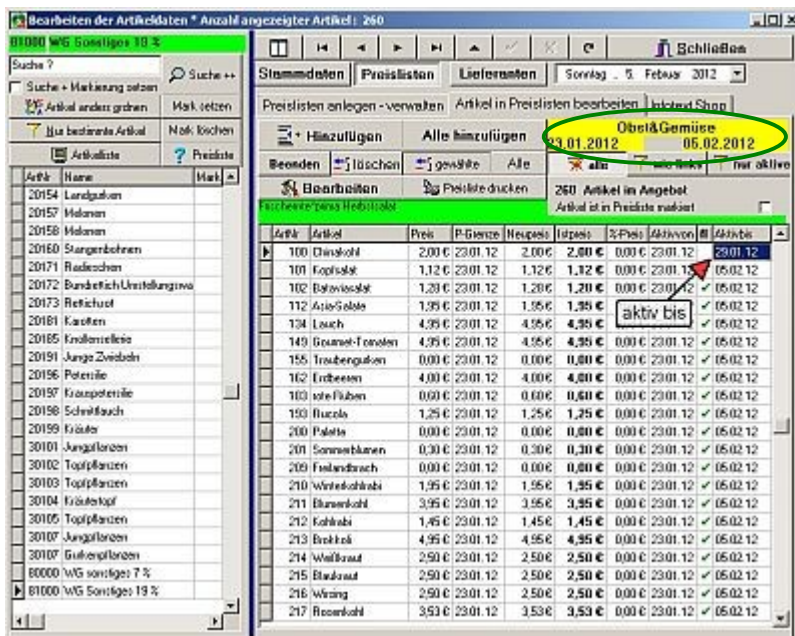 Bearbeiten der Artikeldaten * Anzahl angezeigter Artikel : 260
81000 WG Sonstiges 19 %
Schließen
Suche ?
Suche ++
Suche + Markierung setzen
Stammdaten Preislisten Lieferanten Sonntag , 5. Februar 2012
Artikel anders ordnen Mark setzen
Preislisten anlegen - verwalten Artikel in Preislisten bearbeiten Infotext Shop
Nur bestimmte Artikel Mark löschen
Hinzufügen Alle hinzufügen
Obst&Gemüse
23.01.2012 05.02.2012
Artikelliste ? Preisliste
Beenden löschen gewählte Alle alle wie links nur aktive
Bearbeiten Preisliste drucken
260 Artikel im Angebot
Artikel ist in Preisliste markiert
ArtNr Name Mark
20154 Landgurken
20157 Melonen
20158 Melonen
20160 Stangenbohnen
20171 Radieschen
20172
20173 Rettichrot
20181 Karotten
20185 Knollensellerie
20191 Junge Zwiebeln
20196 Petersilie
20197 Krauspetersilie
20198 Schnittlauch
20199 Kräuter
30101 Jungpflanzen
30102 Topfpflanzen
30103 Topfpflanzen
30104 Kräutertopf
30105 Topfpflanzen
30107 Jungpflanzen
30107 Gurkenpflanzen
80000 WG sonstiges 7 %
81000 WG Sonstiges 19 %
ArtNr Artikel Preis P-Grenze Neupreis Istpreis %-Preis Aktivvon Aktivbis
100 Chinakohl 2,00 € 23.01.12 2,00 € 2,00 € 0,00 € 23.01.12 29.01.12
101 Kopfsalat 1,12 € 23.01.12 1,12 € 1,12 € 0,00 € 23.01.12 05.02.12
102 Bataviasalat 1,20 € 23.01.12 1,20 € 1,20 € 0,00 € 23.01.12 05.02.12
112 Asia-Salate 1,95 € 23.01.12 1,95 € 1,95 € 05.02.12
aktiv bis
134 Lauch 4,95 € 23.01.12 4,95 € 4,95 € 05.02.12
149 Gourmet-Tomaten 4,95 € 23.01.12 4,95 € 4,95 € 0,00 € 23.01.12 05.02.12
155 Traubengurken 0,00 € 23.01.12 0,00 € 0,00 € 0,00 € 23.01.12 05.02.12
162 Erdbeeren 4,00 € 23.01.12 4,00 € 4,00 € 0,00 € 23.01.12 05.02.12
183 rote Rüben 0,60 € 23.01.12 0,60 € 0,60 € 0,00 € 23.01.12 05.02.12
193 Rucola 1,25 € 23.01.12 1,25 € 1,25 € 0,00 € 23.01.12 05.02.12
200 Palette 0,00 € 23.01.12 0,00 € 0,00 € 0,00 € 23.01.12 05.02.12
201 Sommerblumen 0,30 € 23.01.12 0,30 € 0,30 € 0,00 € 23.01.12 05.02.12
209 Freilandbrach 0,00 € 23.01.12 0,00 € 0,00 € 0,00 € 23.01.12 05.02.12
210 Winterkohlrabi 1,95 € 23.01.12 1,95 € 1,95 € 0,00 € 23.01.12 05.02.12
211 Blumenkohl 3,95 € 23.01.12 3,95 € 3,95 € 0,00 € 23.01.12 05.02.12
212 Kohlrabi 1,45 € 23.01.12 1,45 € 1,45 € 0,00 € 23.01.12 05.02.12
213 Brokkoli 4,95 € 23.01.12 4,95 € 4,95 € 0,00 € 23.01.12 05.02.12
214 Weißkraut 2,50 € 23.01.12 2,50 € 2,50 € 0,00 € 23.01.12 05.02.12
215 Blaukraut 2,50 € 23.01.12 2,50 € 2,50 € 0,00 € 23.01.12 05.02.12
216 Wirsing 2,50 € 23.01.12 2,50 € 2,50 € 0,00 € 23.01.12 05.02.12
217 Rosenkohl 3,53 € 23.01.12 3,53 € 3,53 € 0,00 € 23.01.12 05.02.12